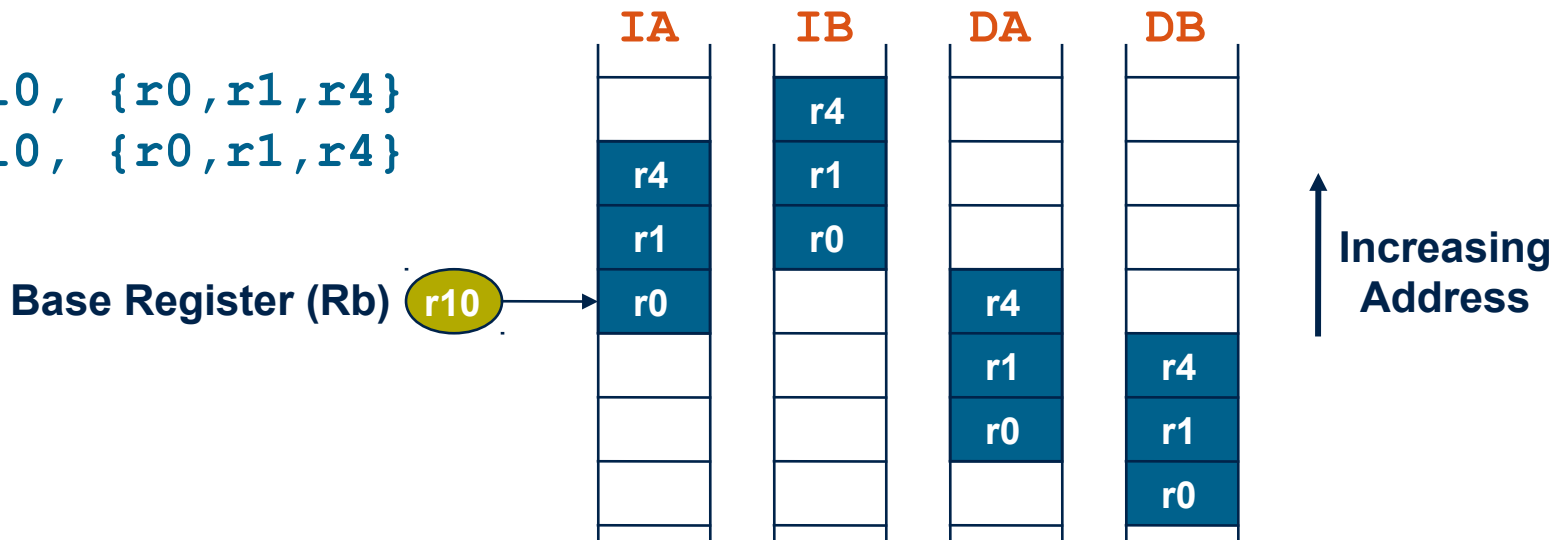 IA IB DA DB
0, {r0,r1,r4}
0, {r0,r1,r4}
r4
r4 r1
r1 r0
Base Register (Rb) r10 r0 r4
r1 r4
r0 r1
r0
Increasing
Address